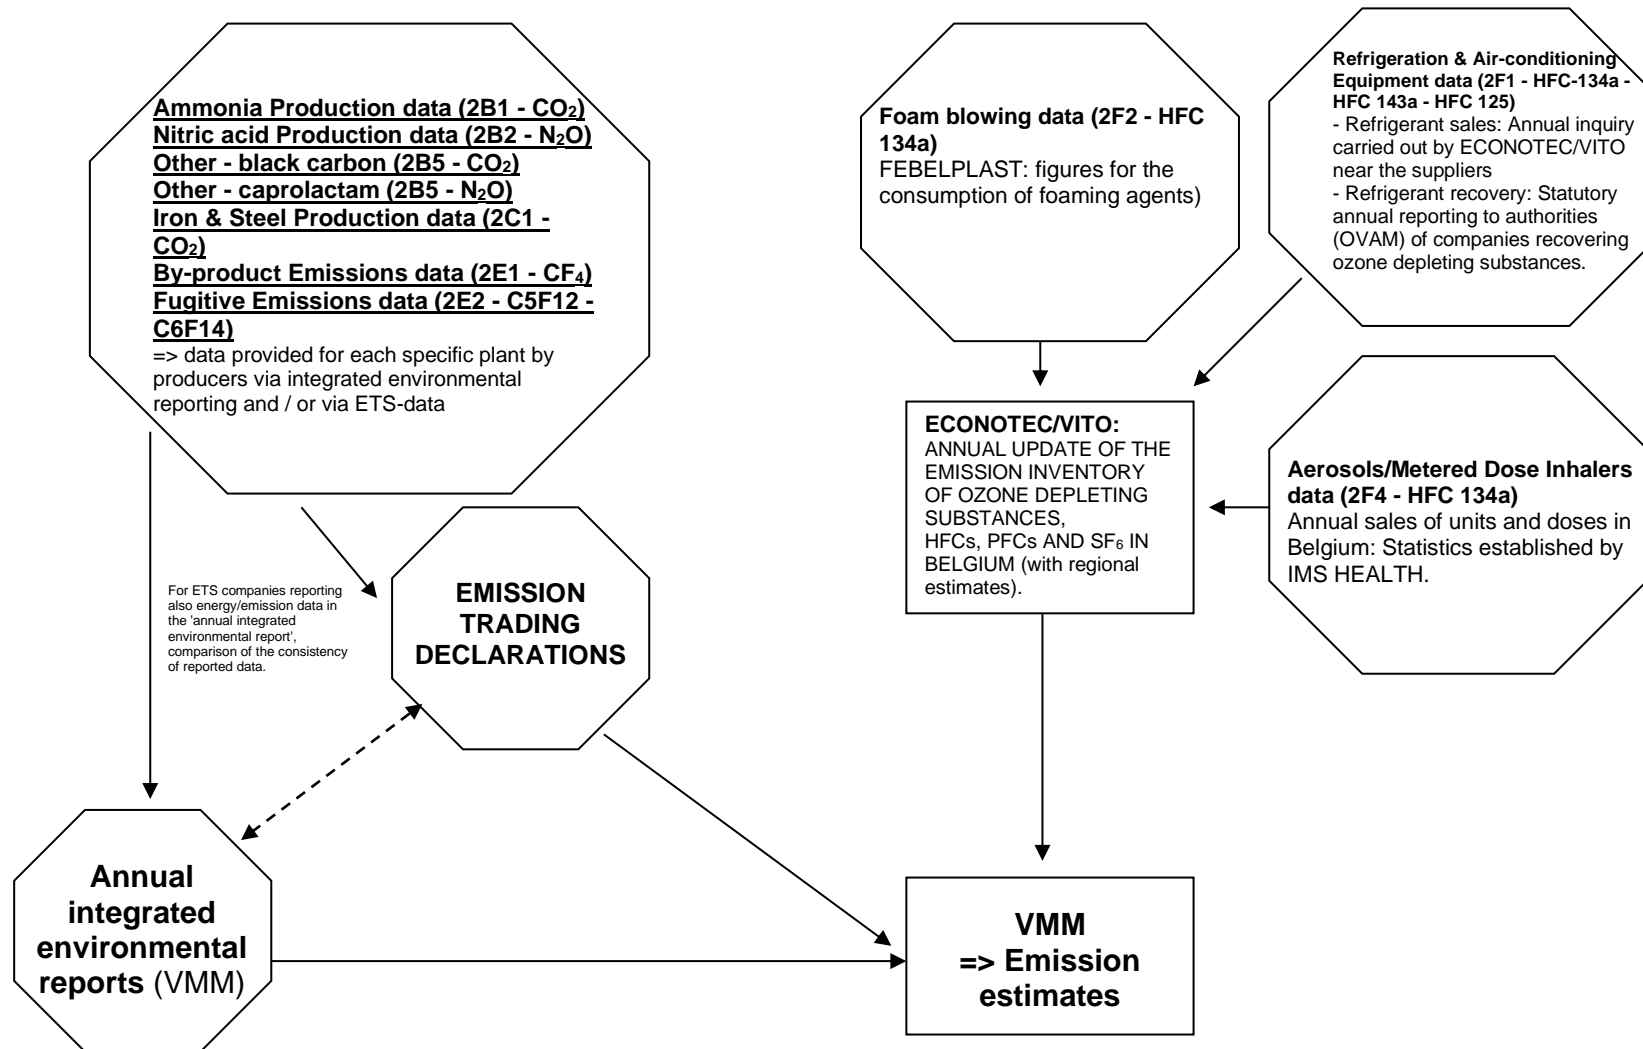 Ammonia Production data (2B1 - CO₂)
Nitric acid Production data (2B2 - N₂O)
Other - black carbon (2B5 - CO₂)
Other - caprolactam (2B5 - N₂O)
Iron & Steel Production data (2C1 -
CO₂)
By-product Emissions data (2E1 - CF₄)
Fugitive Emissions data (2E2 - C5F12 -
C6F14)
=> data provided for each specific plant by
producers via integrated environmental
reporting and / or via ETS-data
Foam blowing data (2F2 - HFC
134a)
FEBELPLAST: figures for the
consumption of foaming agents)
Refrigeration & Air-conditioning
Equipment data (2F1 - HFC-134a -
HFC 143a - HFC 125)
- Refrigerant sales: Annual inquiry
carried out by ECONOTEC/VITO
near the suppliers
- Refrigerant recovery: Statutory
annual reporting to authorities
(OVAM) of companies recovering
ozone depleting substances.
ECONOTEC/VITO:
ANNUAL UPDATE OF THE
EMISSION INVENTORY
OF OZONE DEPLETING
SUBSTANCES,
HFCs, PFCs AND SF₆ IN
BELGIUM (with regional
estimates).
Aerosols/Metered Dose Inhalers
data (2F4 - HFC 134a)
Annual sales of units and doses in
Belgium: Statistics established by
IMS HEALTH.
For ETS companies reporting
also energy/emission data in
the 'annual integrated
environmental report',
comparison of the consistency
of reported data.
EMISSION
TRADING
DECLARATIONS
Annual
integrated
environmental
reports (VMM)
VMM
=> Emission
estimates